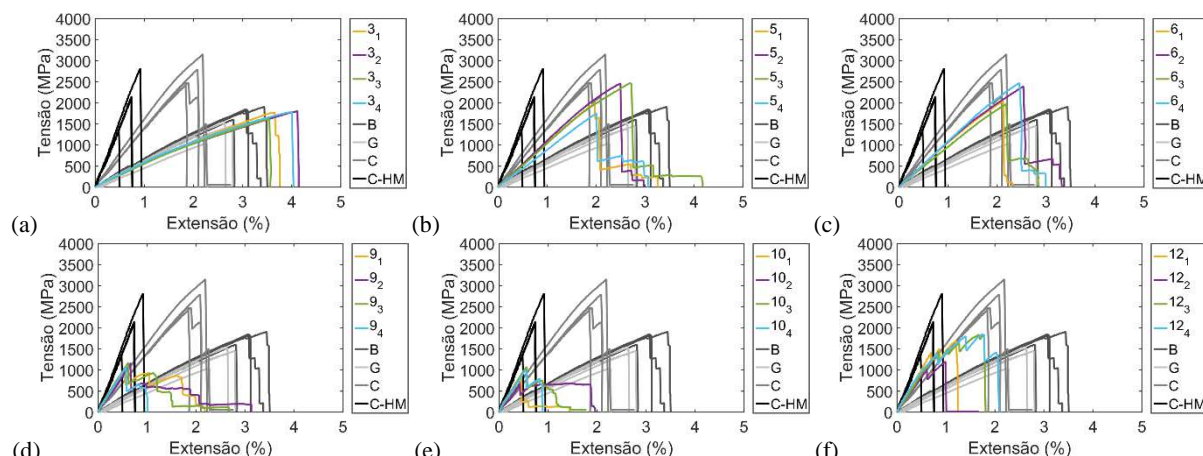 4000
3500
3000
2500
2000
1500
1000
500
0
Tensão (MPa)
0 1 2 3 4 5
Extensão (%)
3₁
3₂
3₃
3₄
B
G
C
C-HM
(a)
4000
3500
3000
2500
2000
1500
1000
500
0
Tensão (MPa)
0 1 2 3 4 5
Extensão (%)
5₁
5₂
5₃
5₄
B
G
C
C-HM
(b)
4000
3500
3000
2500
2000
1500
1000
500
0
Tensão (MPa)
0 1 2 3 4 5
Extensão (%)
6₁
6₂
6₃
6₄
B
G
C
C-HM
(c)
4000
3500
3000
2500
2000
1500
1000
500
0
Tensão (MPa)
0 1 2 3 4 5
Extensão (%)
9₁
9₂
9₃
9₄
B
G
C
C-HM
(d)
4000
3500
3000
2500
2000
1500
1000
500
0
Tensão (MPa)
0 1 2 3 4 5
Extensão (%)
10₁
10₂
10₃
10₄
B
G
C
C-HM
(e)
4000
3500
3000
2500
2000
1500
1000
500
0
Tensão (MPa)
0 1 2 3 4 5
Extensão (%)
12₁
12₂
12₃
12₄
B
G
C
C-HM
(f)